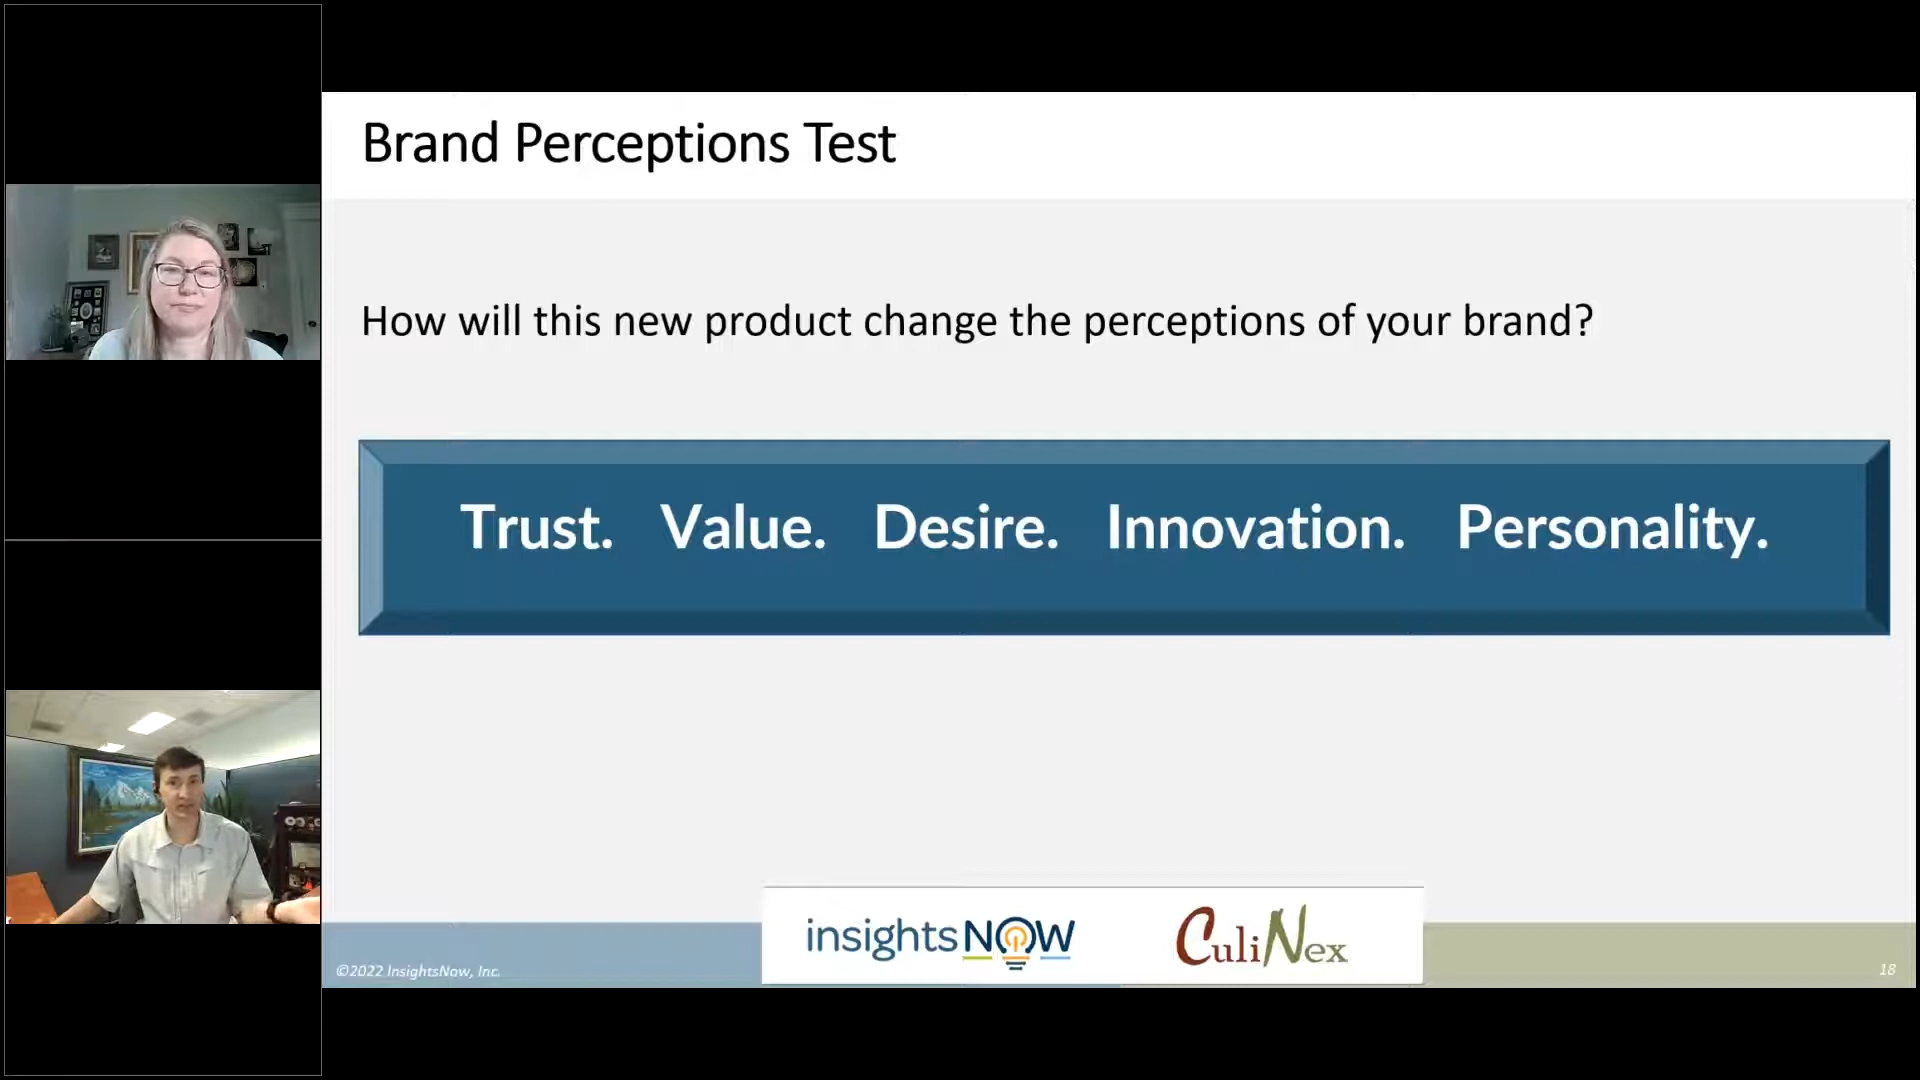 Brand Perceptions Test
How will this new product change the perceptions of your brand?
Trust. Value. Desire. Innovation. Personality.
insightsNOW
CuliNex
©2022 InsightsNow, Inc.
18